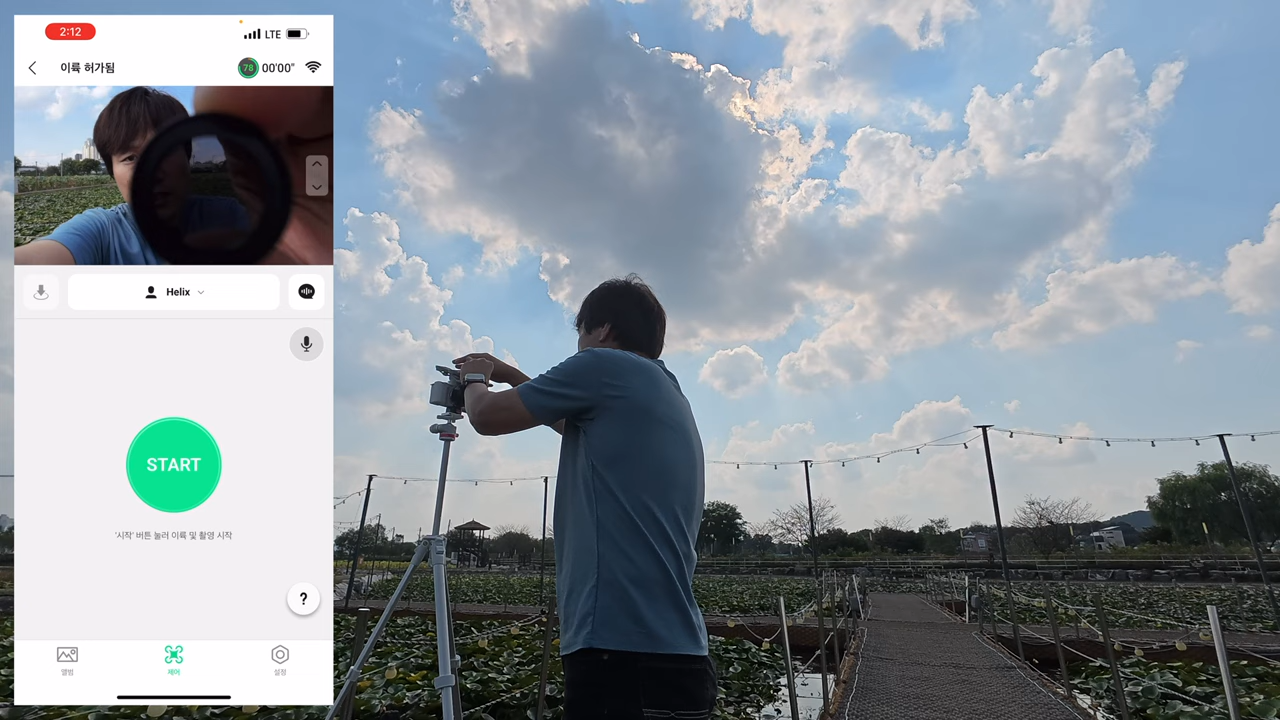 2:12
LTE
이륙 허가됨
78
00'00"
Helix
START
'시작' 버튼 눌러 이륙 및 촬영 시작
?
앨범
제어
설정